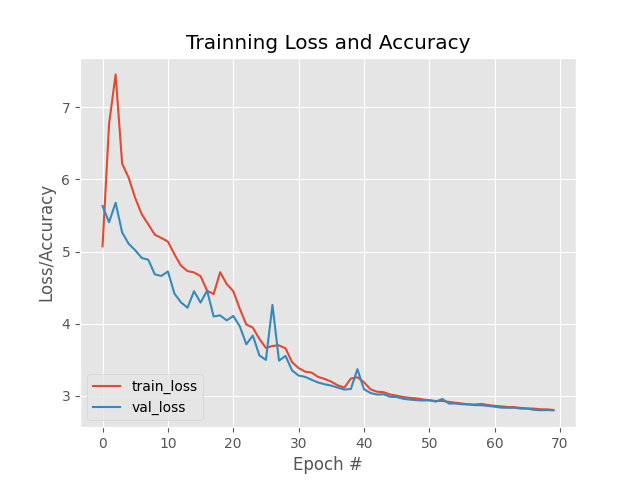 Trainning Loss and Accuracy
Loss/Accuracy
7
6
5
4
3
train_loss
val_loss
0 10 20 30 40 50 60 70
Epoch #